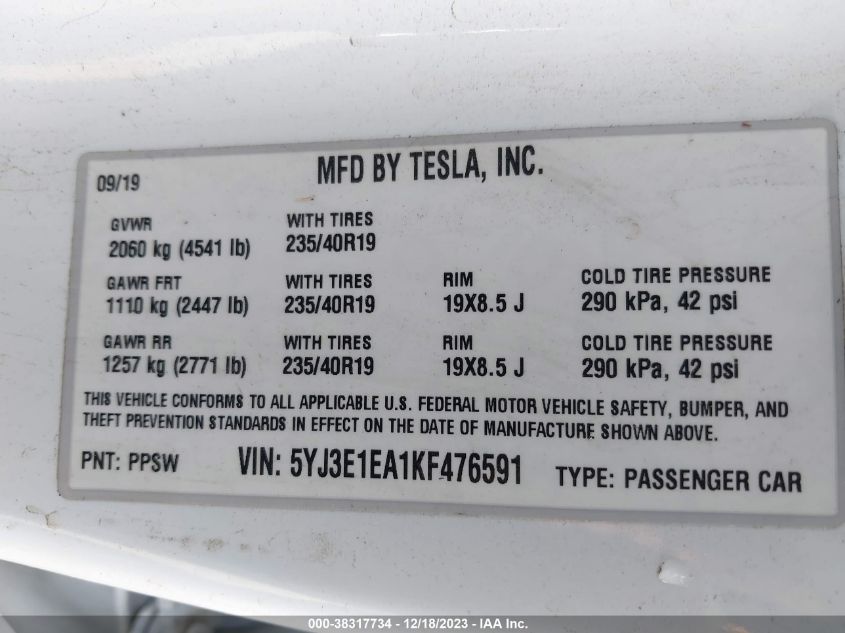 09/19
MFD BY TESLA, INC.
GVWR
2060 kg (4541 lb)
WITH TIRES
235/40R19
GAWR FRT
1110 kg (2447 lb)
WITH TIRES
235/40R19
RIM
19X8.5 J
COLD TIRE PRESSURE
290 kPa, 42 psi
GAWR RR
1257 kg (2771 lb)
WITH TIRES
235/40R19
RIM
19X8.5 J
COLD TIRE PRESSURE
290 kPa, 42 psi
THIS VEHICLE CONFORMS TO ALL APPLICABLE U.S. FEDERAL MOTOR VEHICLE SAFETY, BUMPER, AND
THEFT PREVENTION STANDARDS IN EFFECT ON THE DATE OF MANUFACTURE SHOWN ABOVE.
PNT: PPSW
VIN: 5YJ3E1EA1KF476591
TYPE: PASSENGER CAR
000-38317734 - 12/18/2023 - IAA Inc.